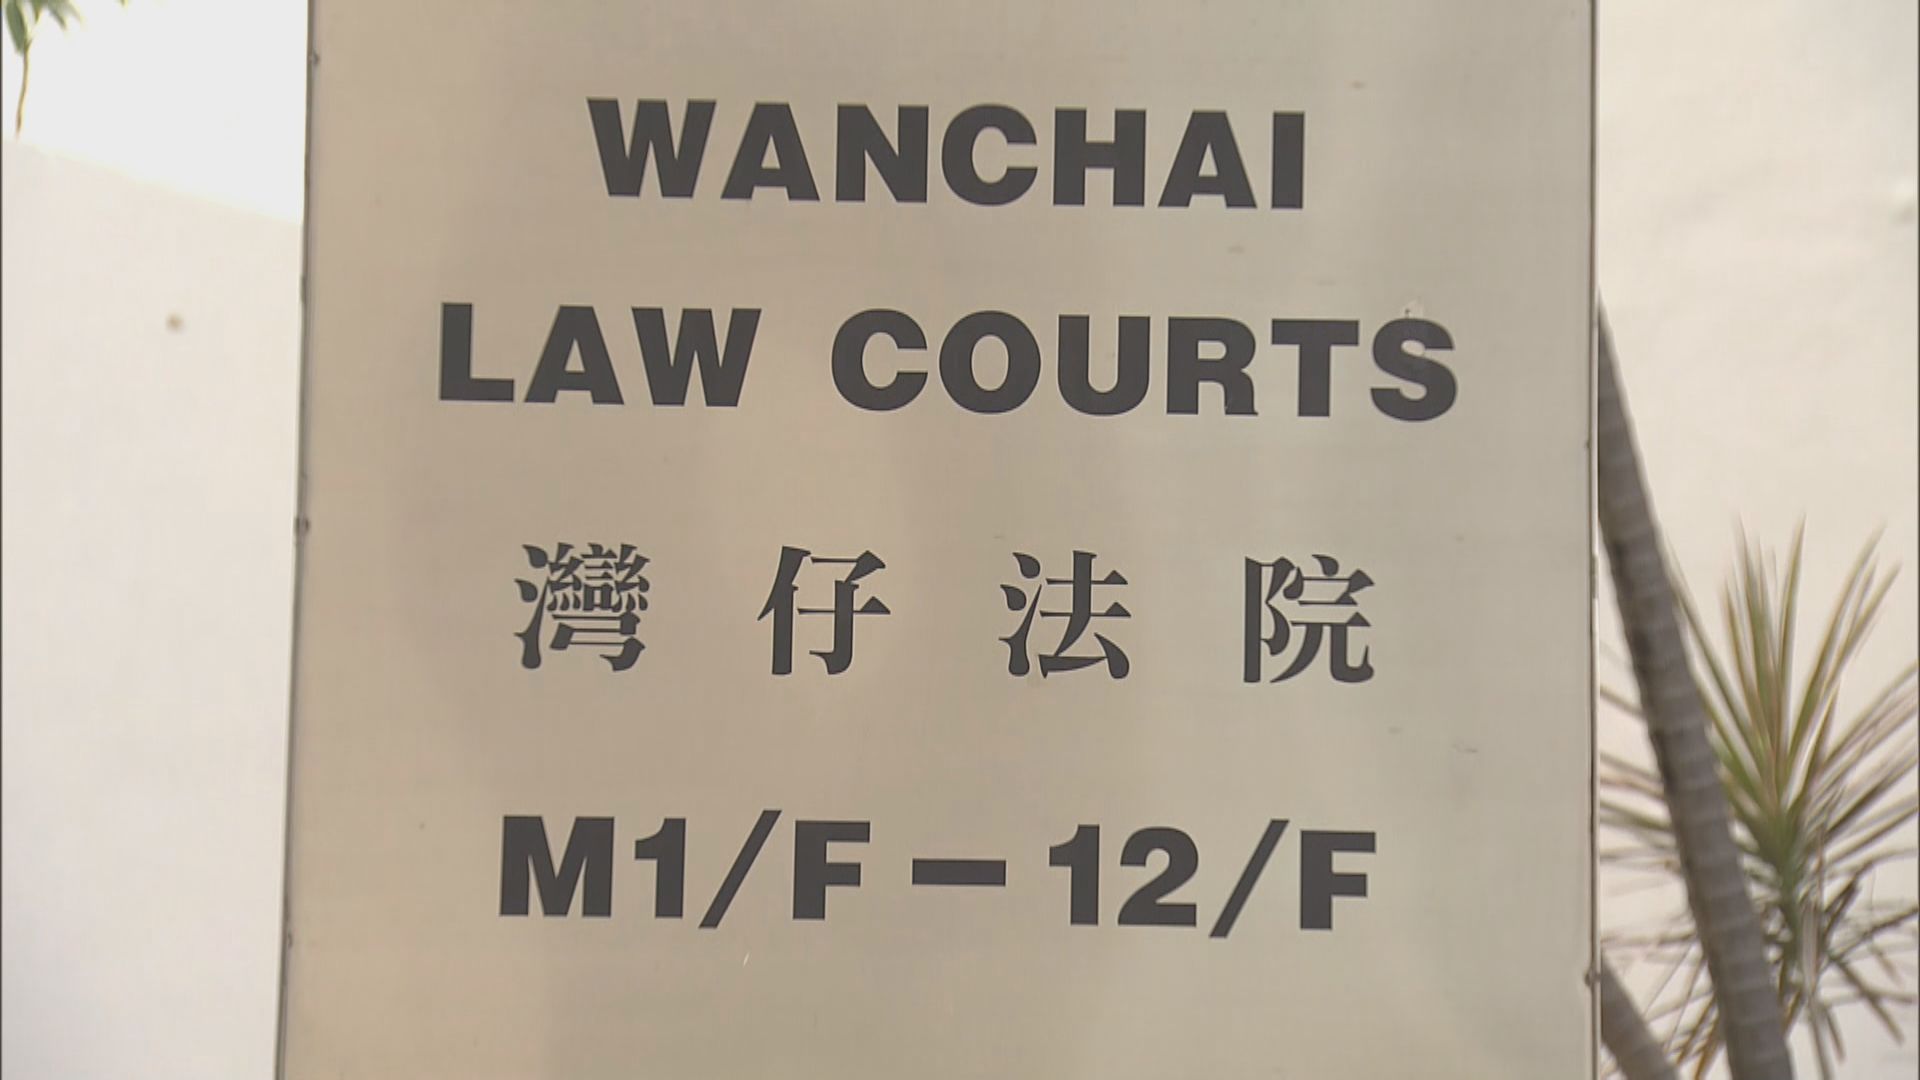 WANCHAI
LAW COURTS
灣仔法院
M1/F－12/F